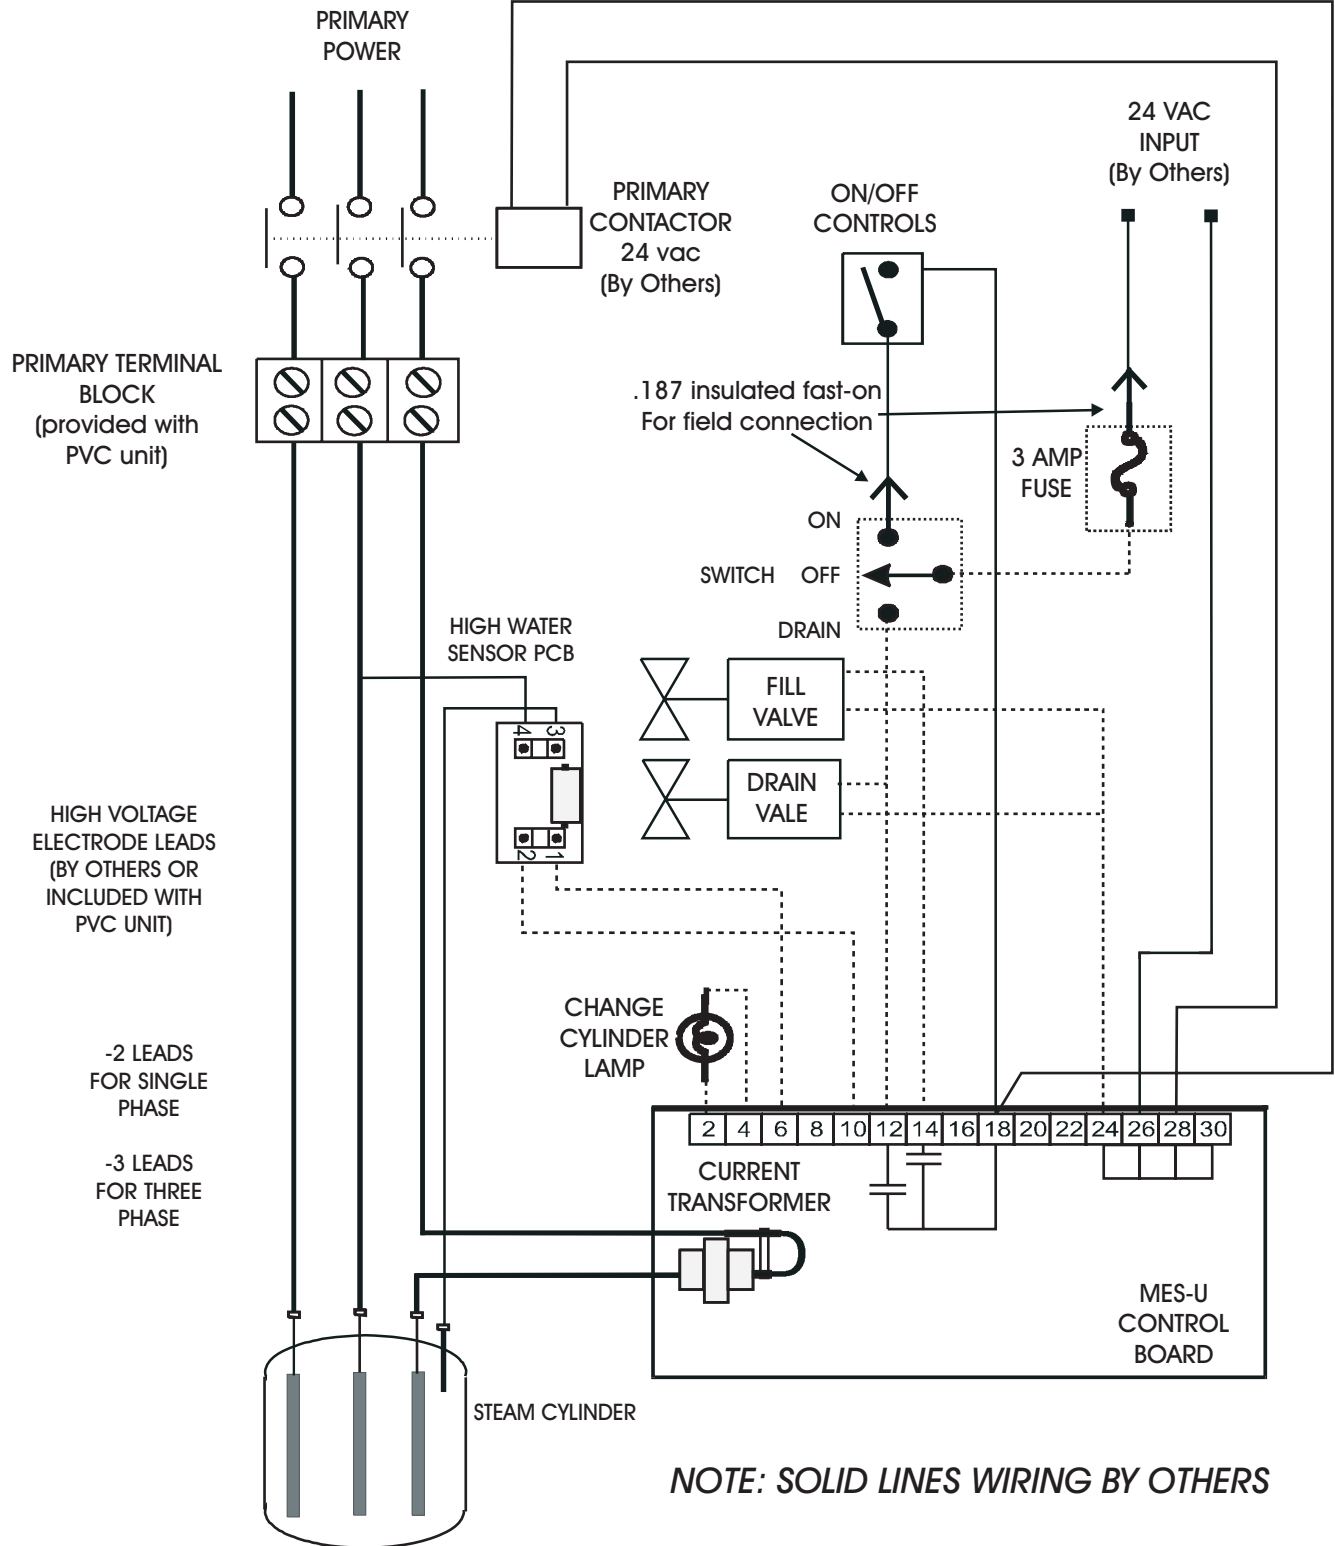 PRIMARY
POWER
24 VAC
INPUT
(By Others)
PRIMARY
CONTACTOR
24 vac
(By Others)
ON/OFF
CONTROLS
PRIMARY TERMINAL
BLOCK
(provided with
PVC unit)
.187 insulated fast-on
For field connection
3 AMP
FUSE
ON
SWITCH OFF
DRAIN
HIGH WATER
SENSOR PCB
4 3
2 1
FILL
VALVE
DRAIN
VALE
HIGH VOLTAGE
ELECTRODE LEADS
(BY OTHERS OR
INCLUDED WITH
PVC UNIT)
CHANGE
CYLINDER
LAMP
-2 LEADS
FOR SINGLE
PHASE
-3 LEADS
FOR THREE
PHASE
2 4 6 8 10 12 14 16 18 20 22 24 26 28 30
CURRENT
TRANSFORMER
MES-U
CONTROL
BOARD
STEAM CYLINDER
NOTE: SOLID LINES WIRING BY OTHERS